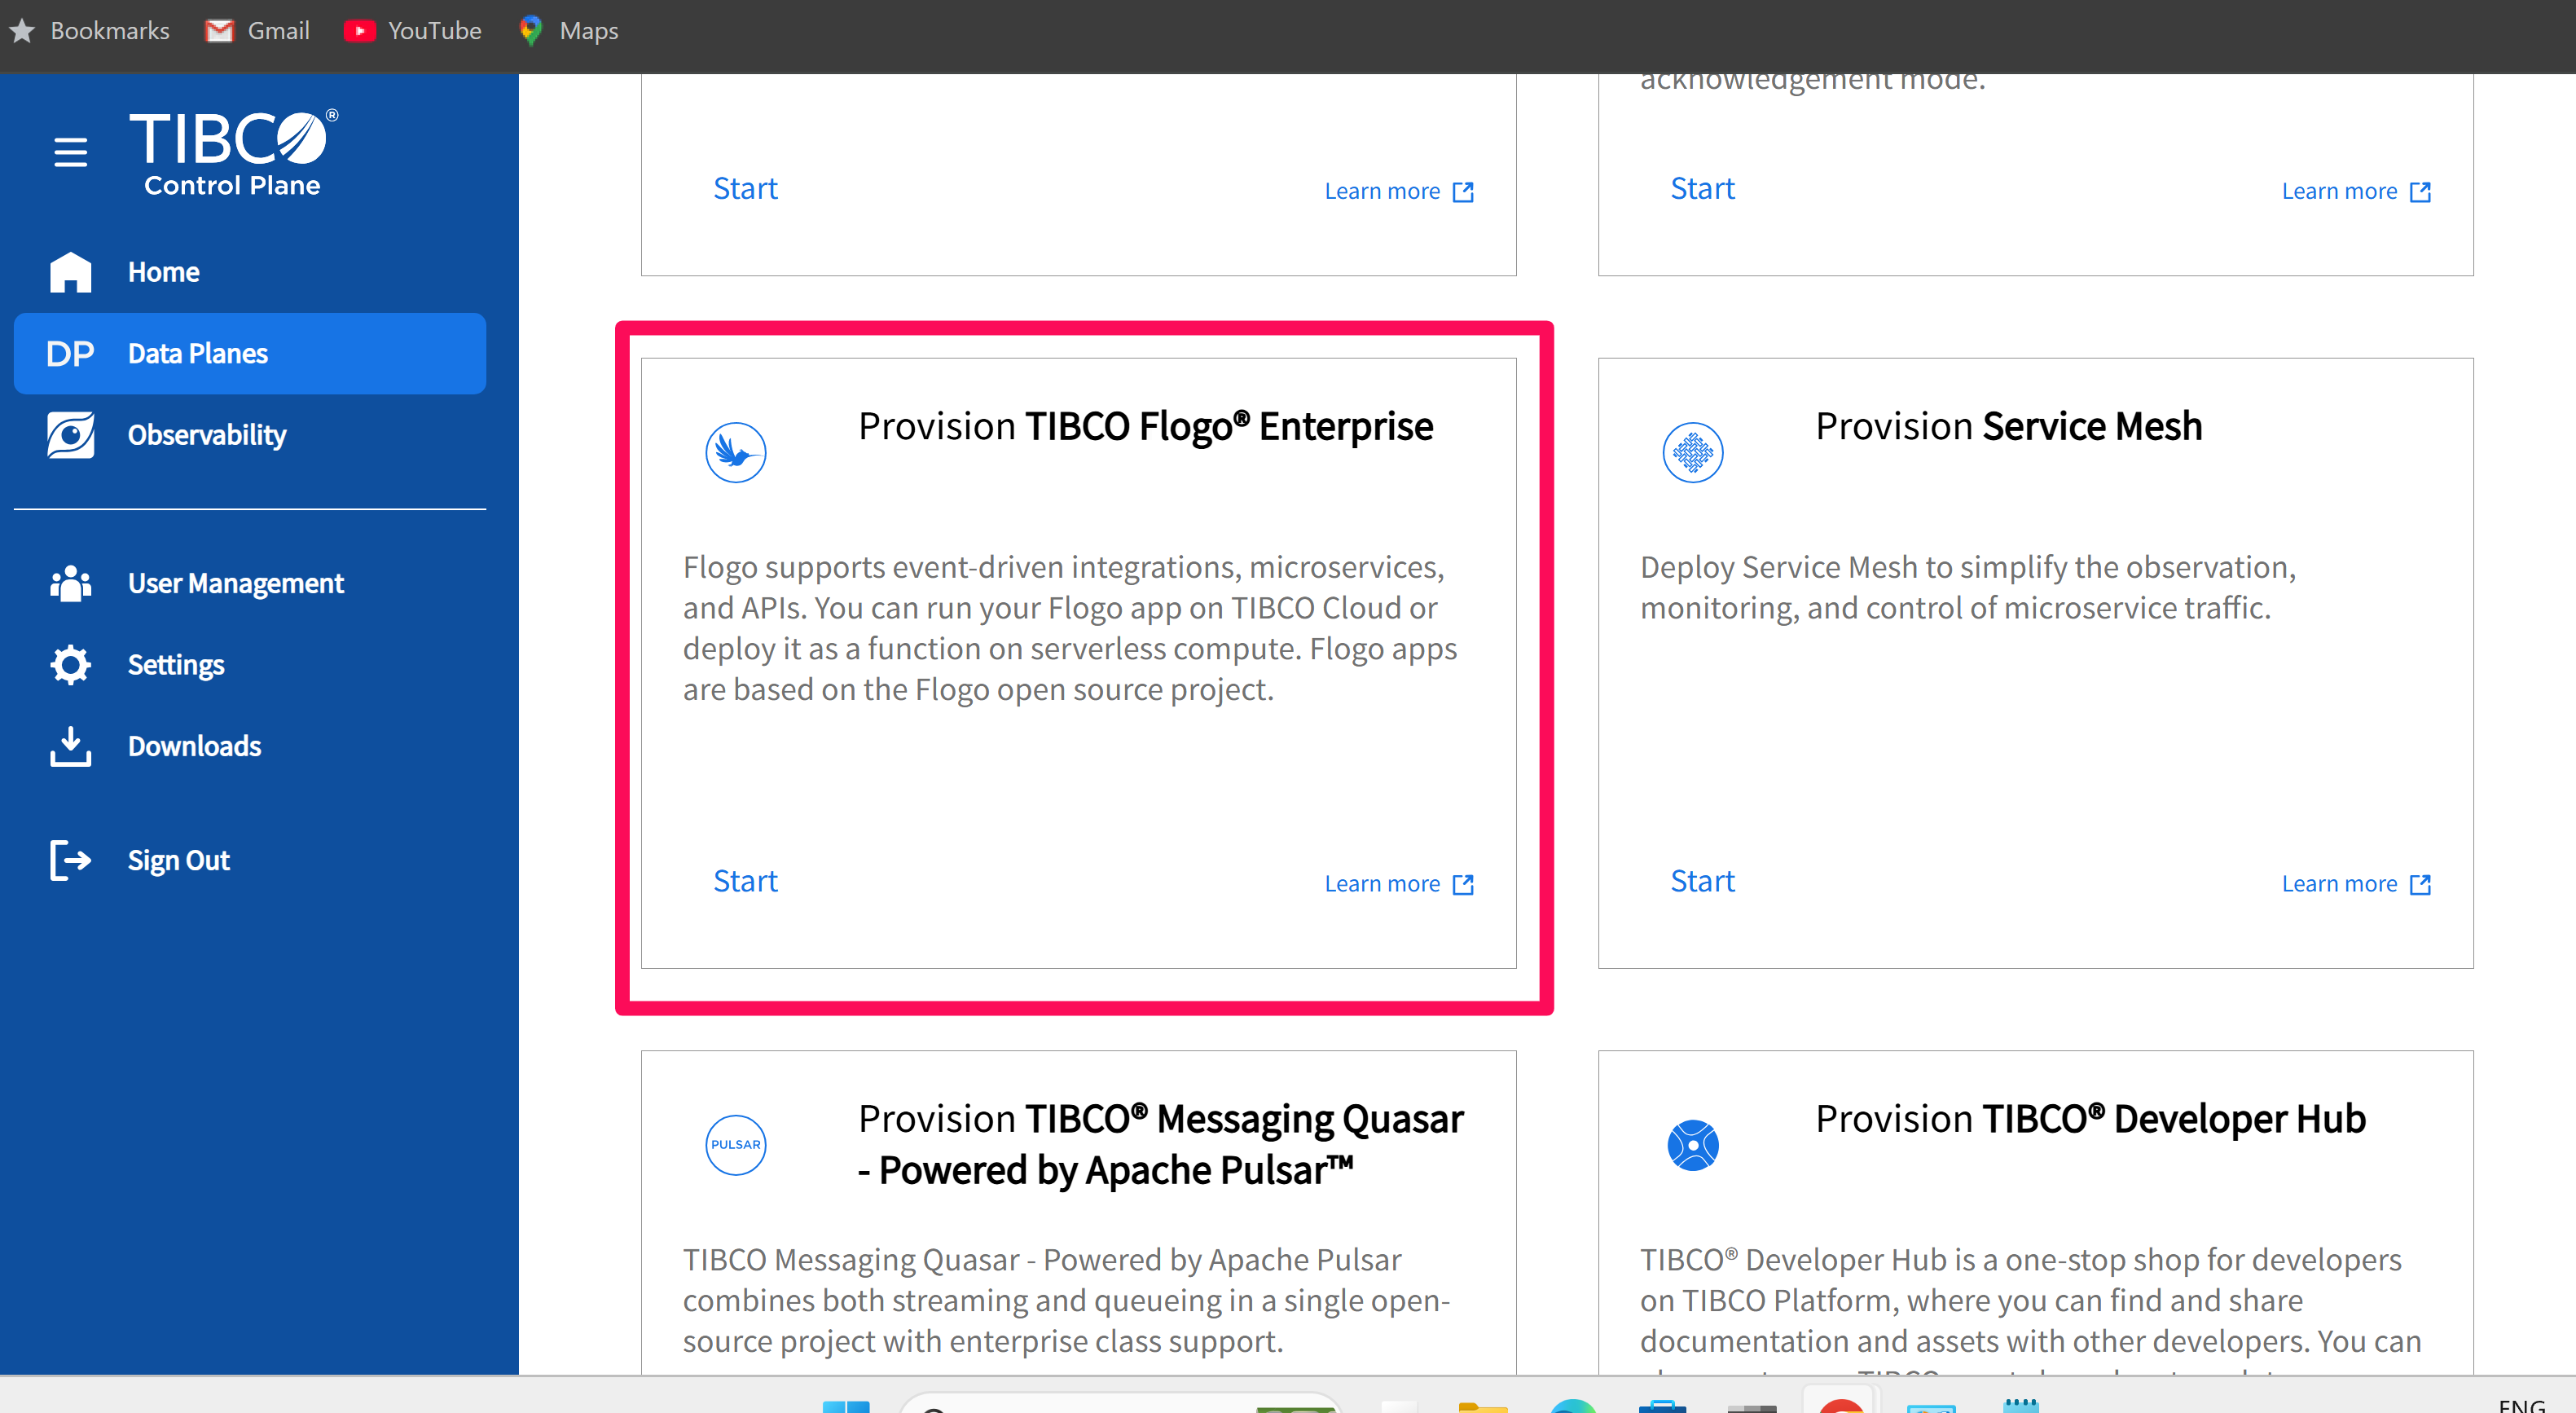 Bookmarks
Gmail
YouTube
Maps
TIBCO®
Control Plane
Home
DP Data Planes
Observability
User Management
Settings
Downloads
Sign Out
acknowledgement mode.
Start
Learn more
Start
Learn more
Provision TIBCO Flogo® Enterprise
Flogo supports event-driven integrations, microservices,
and APIs. You can run your Flogo app on TIBCO Cloud or
deploy it as a function on serverless compute. Flogo apps
are based on the Flogo open source project.
Start
Learn more
Provision Service Mesh
Deploy Service Mesh to simplify the observation,
monitoring, and control of microservice traffic.
Start
Learn more
PULSAR
Provision TIBCO® Messaging Quasar
- Powered by Apache Pulsar™
TIBCO Messaging Quasar - Powered by Apache Pulsar
combines both streaming and queueing in a single open-
source project with enterprise class support.
Provision TIBCO® Developer Hub
TIBCO® Developer Hub is a one-stop shop for developers
on TIBCO Platform, where you can find and share
documentation and assets with other developers. You can
ENG